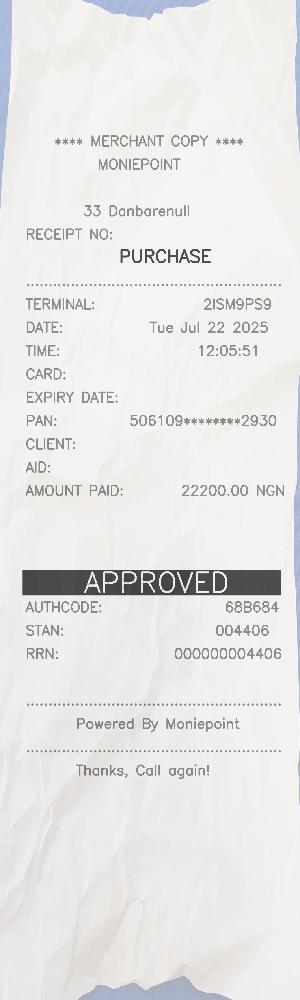 **** MERCHANT COPY ****
MONIEPOINT
33 Danbarenull
RECEIPT NO:
PURCHASE
TERMINAL: 2ISM9PS9
DATE: Tue Jul 22 2025
TIME: 12:05:51
CARD:
EXPIRY DATE:
PAN: 506109********2930
CLIENT:
AID:
AMOUNT PAID: 22200.00 NGN
APPROVED
AUTHCODE: 68B684
STAN: 004406
RRN: 000000004406
Powered By Moniepoint
Thanks, Call again!